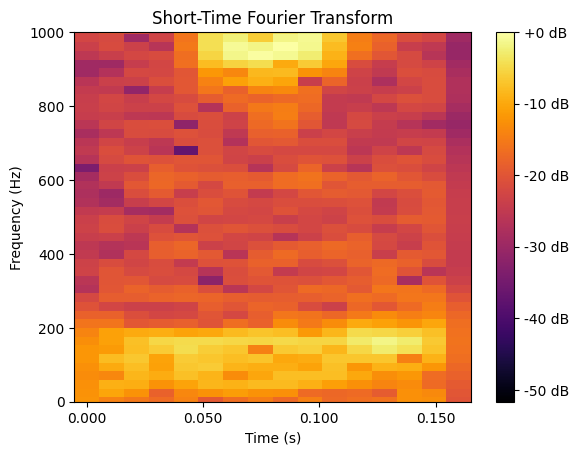 Short-Time Fourier Transform
1000
800
600
400
200
0
Frequency (Hz)
0.000
0.050
0.100
0.150
Time (s)
+0 dB
-10 dB
-20 dB
-30 dB
-40 dB
-50 dB